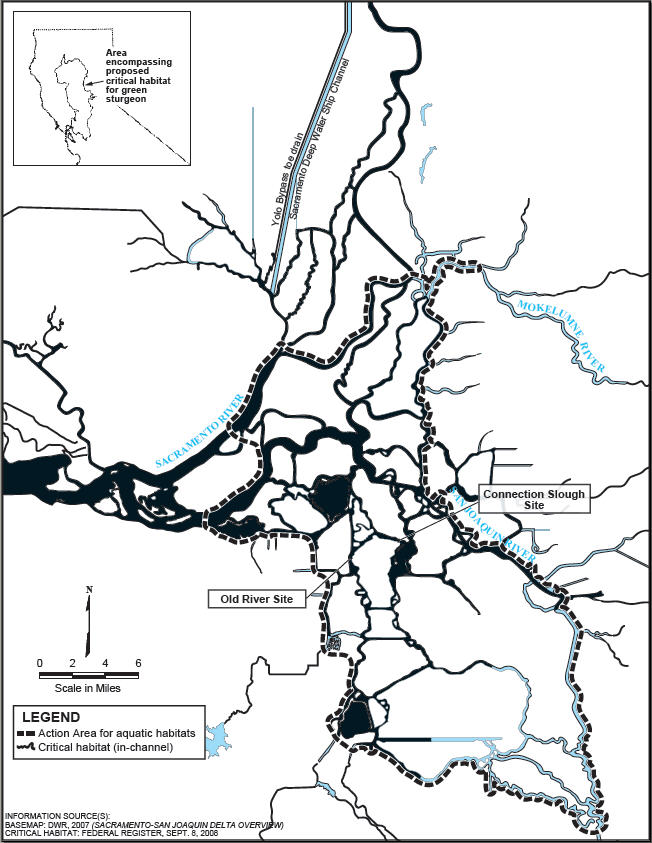 Area
encompassing
proposed
critical habitat
for green
sturgeon
Yolo Bypass toe drain
Sacramento Deep Water Ship Channel
MOKELUMNE RIVER
SACRAMENTO RIVER
Connection Slough
Site
SAN JOAQUIN RIVER
Old River Site
N
0 2 4 6
Scale in Miles
LEGEND
Action Area for aquatic habitats
Critical habitat (in-channel)
INFORMATION SOURCE(S):
BASEMAP: DWR, 2007 (SACRAMENTO-SAN JOAQUIN DELTA OVERVIEW)
CRITICAL HABITAT: FEDERAL REGISTER, SEPT. 8, 2008